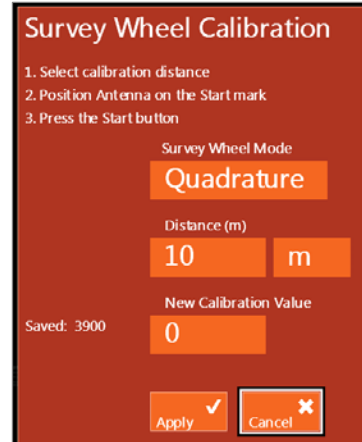 Survey Wheel Calibration
1. Select calibration distance
2. Position Antenna on the Start mark
3. Press the Start button
Survey Wheel Mode
Quadrature
Distance (m)
10 m
New Calibration Value
Saved: 3900 0
Apply Cancel